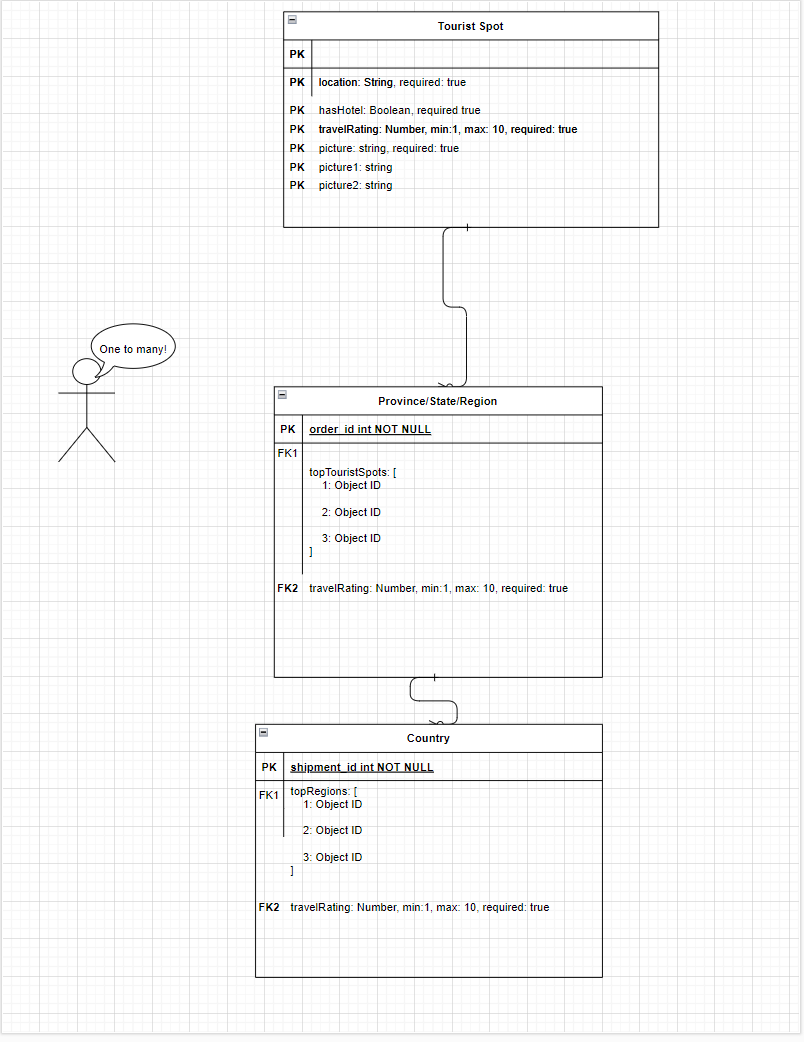 Tourist Spot
PK
PK location: String, required: true
PK hasHotel: Boolean, required true
PK travelRating: Number, min:1, max: 10, required: true
PK picture: string, required: true
PK picture1: string
PK picture2: string
One to many!
Province/State/Region
PK order_id int NOT NULL
FK1
topTouristSpots: [
1: Object ID
2: Object ID
3: Object ID
]
FK2 travelRating: Number, min:1, max: 10, required: true
Country
PK shipment_id int NOT NULL
FK1 topRegions: [
1: Object ID
2: Object ID
3: Object ID
]
FK2 travelRating: Number, min:1, max: 10, required: true